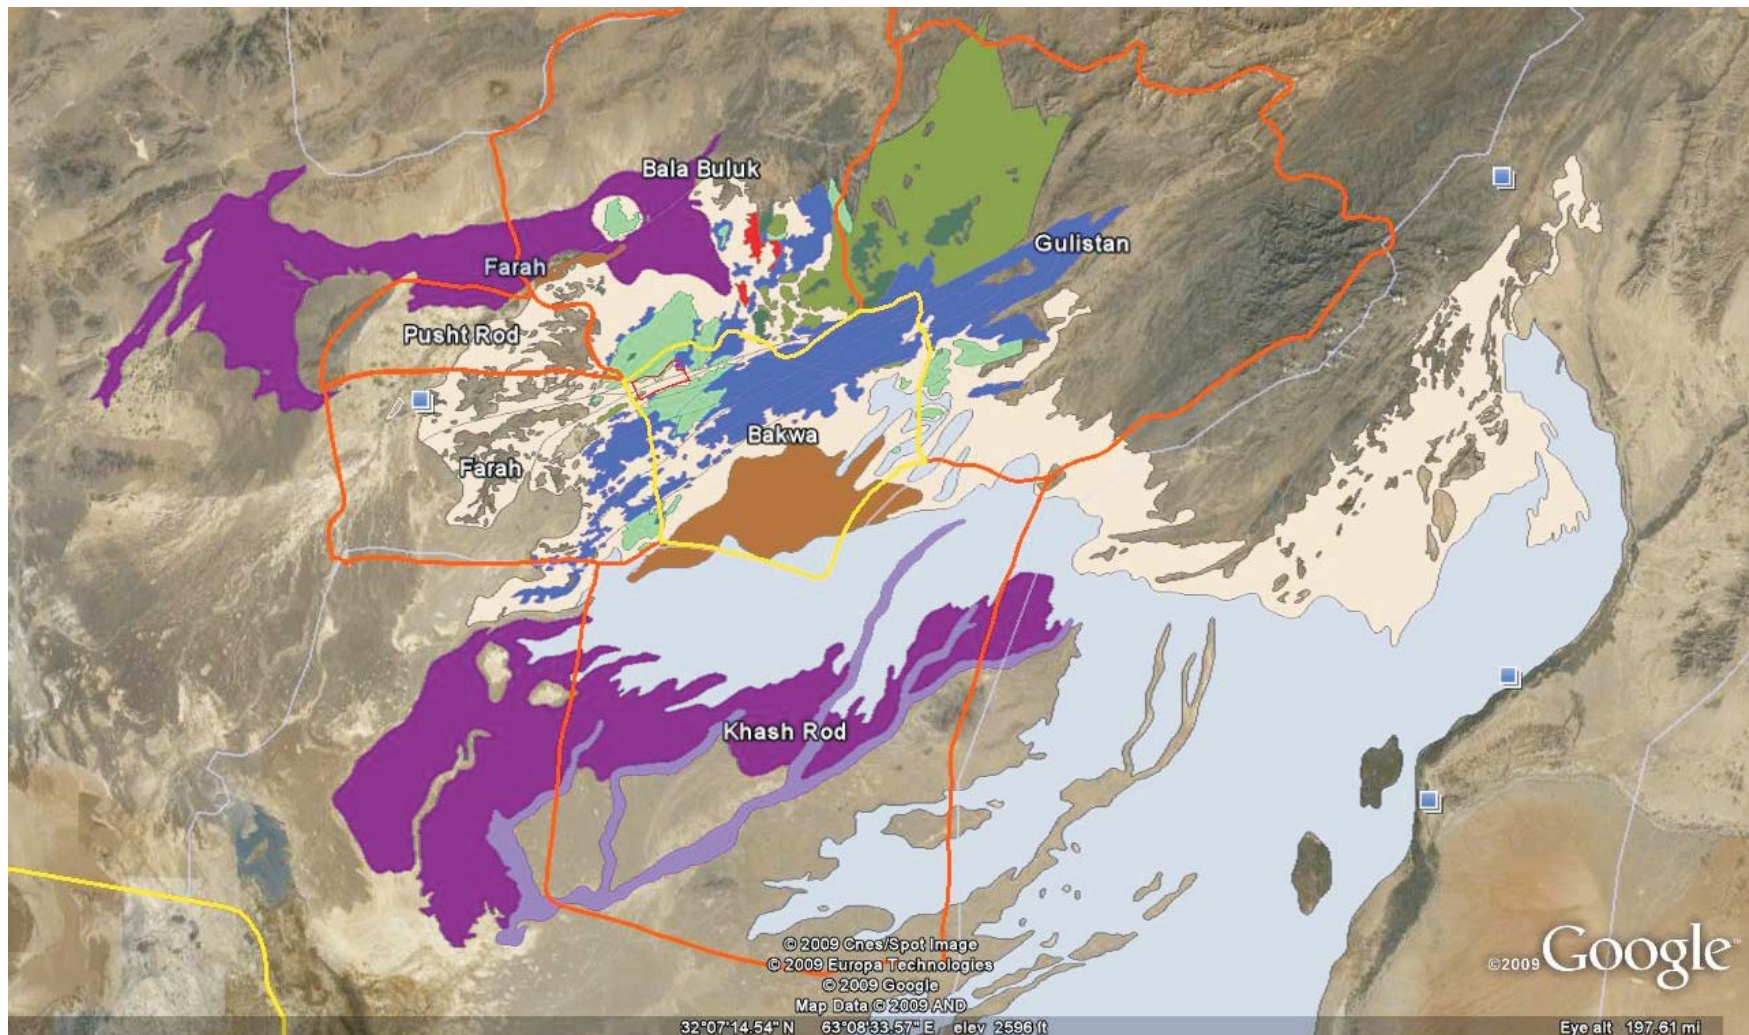 Bala Buluk
Gulistan
Farah
Pusht Rod
Bakwa
Farah
Khash Rod
© 2009 Cnes/Spot Image
© 2009 Europa Technologies
© 2009 Google
Map Data © 2009 AND
©2009 Google™
32°07'14.54" N 63°08'33.57" E elev 2596 ft
Eye alt 197.61 mi